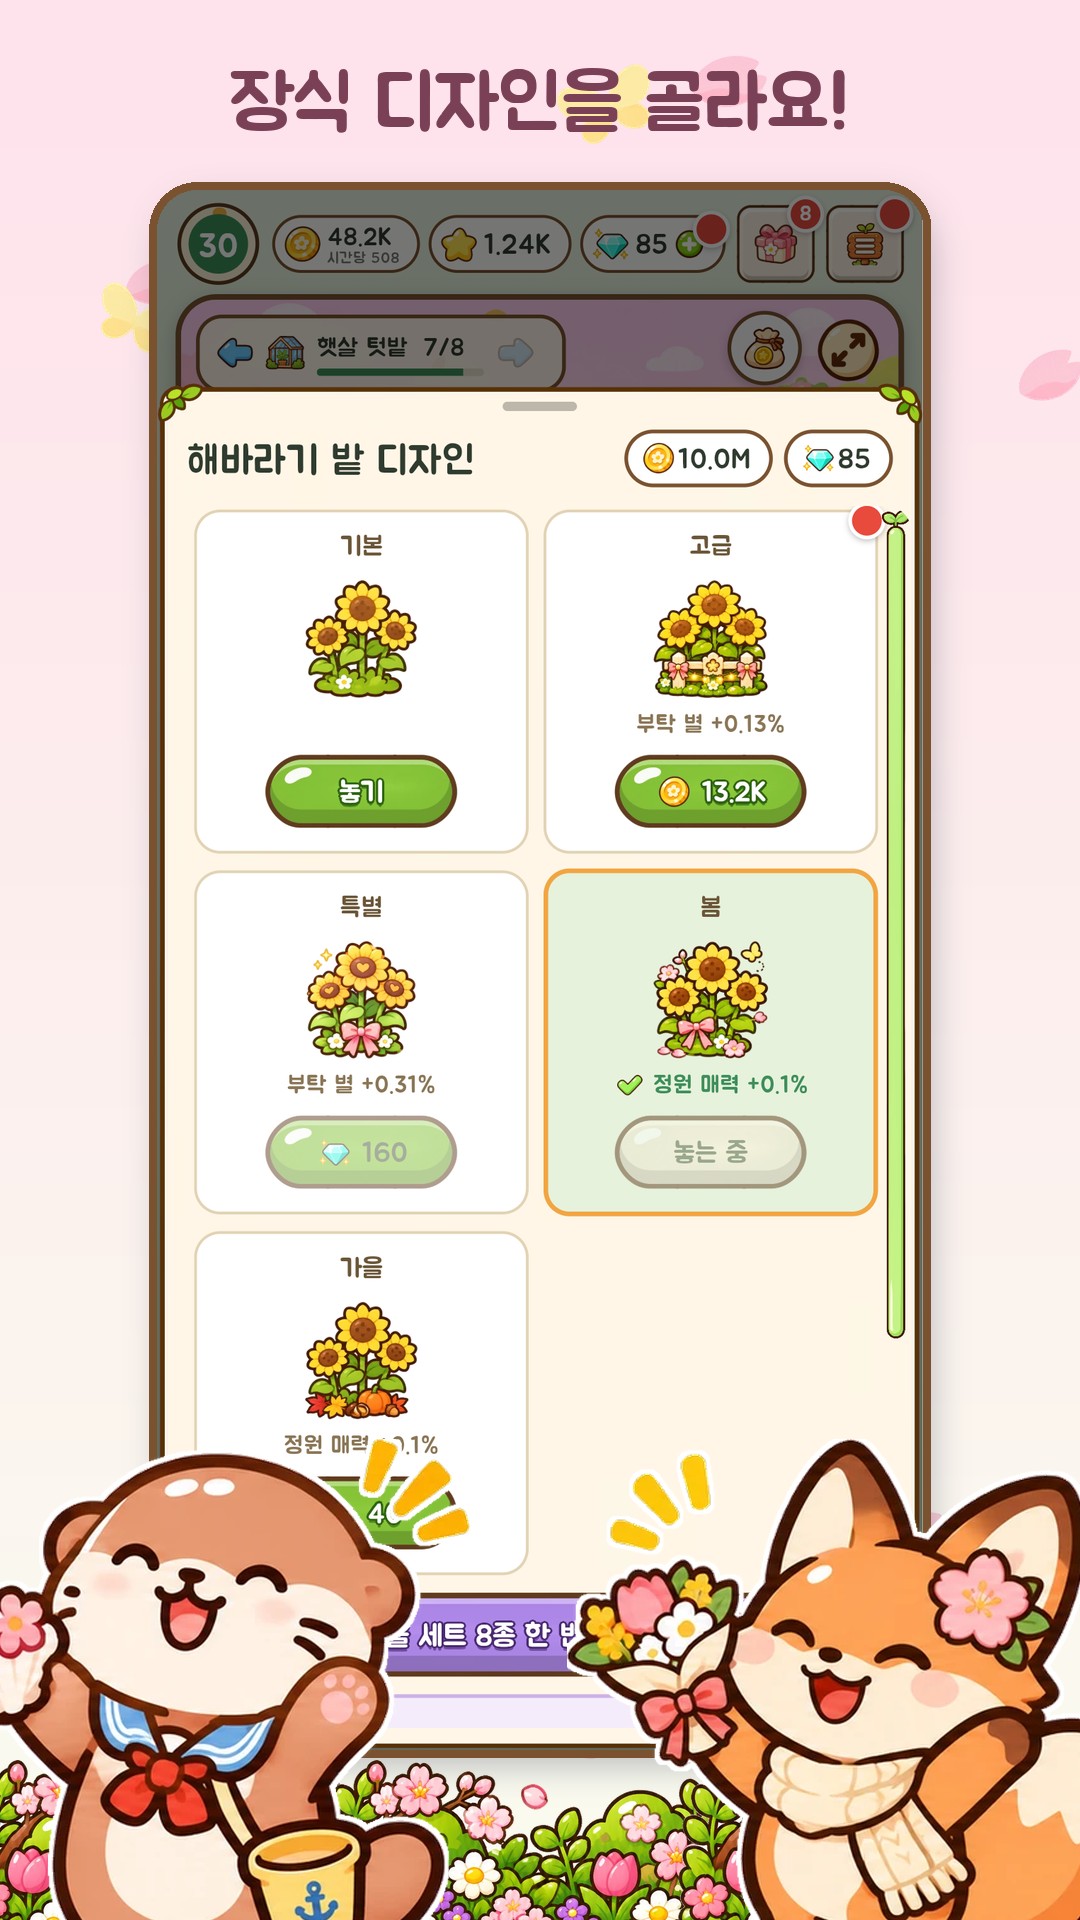 장식 디자인을 골라요!
30
48.2K
시간당 508
1.24K
85
8
햇살 텃밭 7/8
해바라기 밭 디자인
10.0M
85
기본
고급
부탁 별 +0.13%
놓기
13.2K
특별
봄
부탁 별 +0.31%
정원 매력 +0.1%
160
놓는 중
가을
정원 매력 0.1%
세트 8종 한